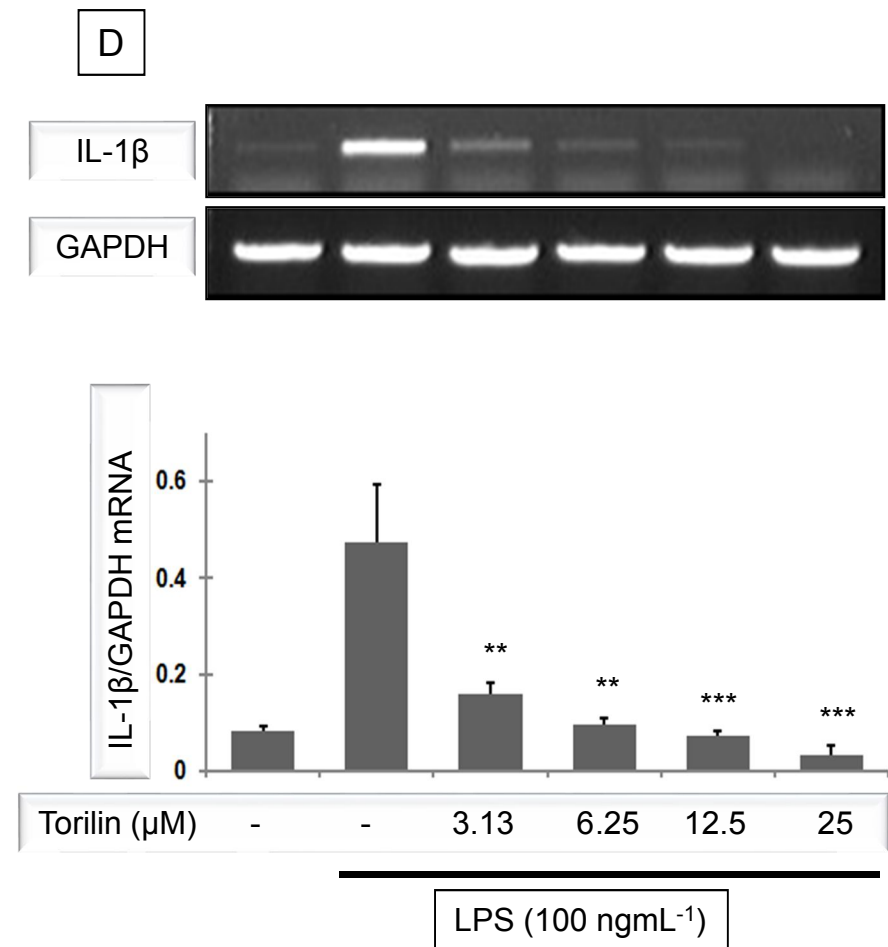 D
IL-1β
GAPDH
IL-1β/GAPDH mRNA
0.6
0.4
0.2
0
**
**
***
***
Torilin (μM) - - 3.13 6.25 12.5 25
LPS (100 ngmL⁻¹)